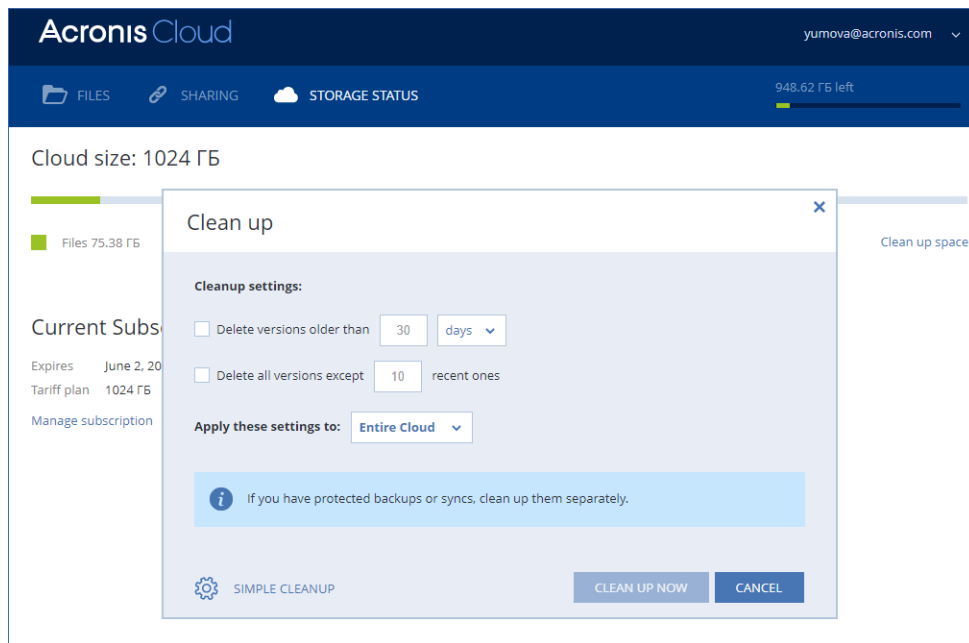 Acronis Cloud
yumova@acronis.com
FILES
SHARING
STORAGE STATUS
948.62 ГБ left
Cloud size: 1024 ГБ
Files 75.38 ГБ
Clean up space
Current Subs
Expires June 2, 20
Tariff plan 1024 ГБ
Manage subscription
Clean up
Cleanup settings:
Delete versions older than 30 days
Delete all versions except 10 recent ones
Apply these settings to: Entire Cloud
If you have protected backups or syncs, clean up them separately.
SIMPLE CLEANUP
CLEAN UP NOW
CANCEL